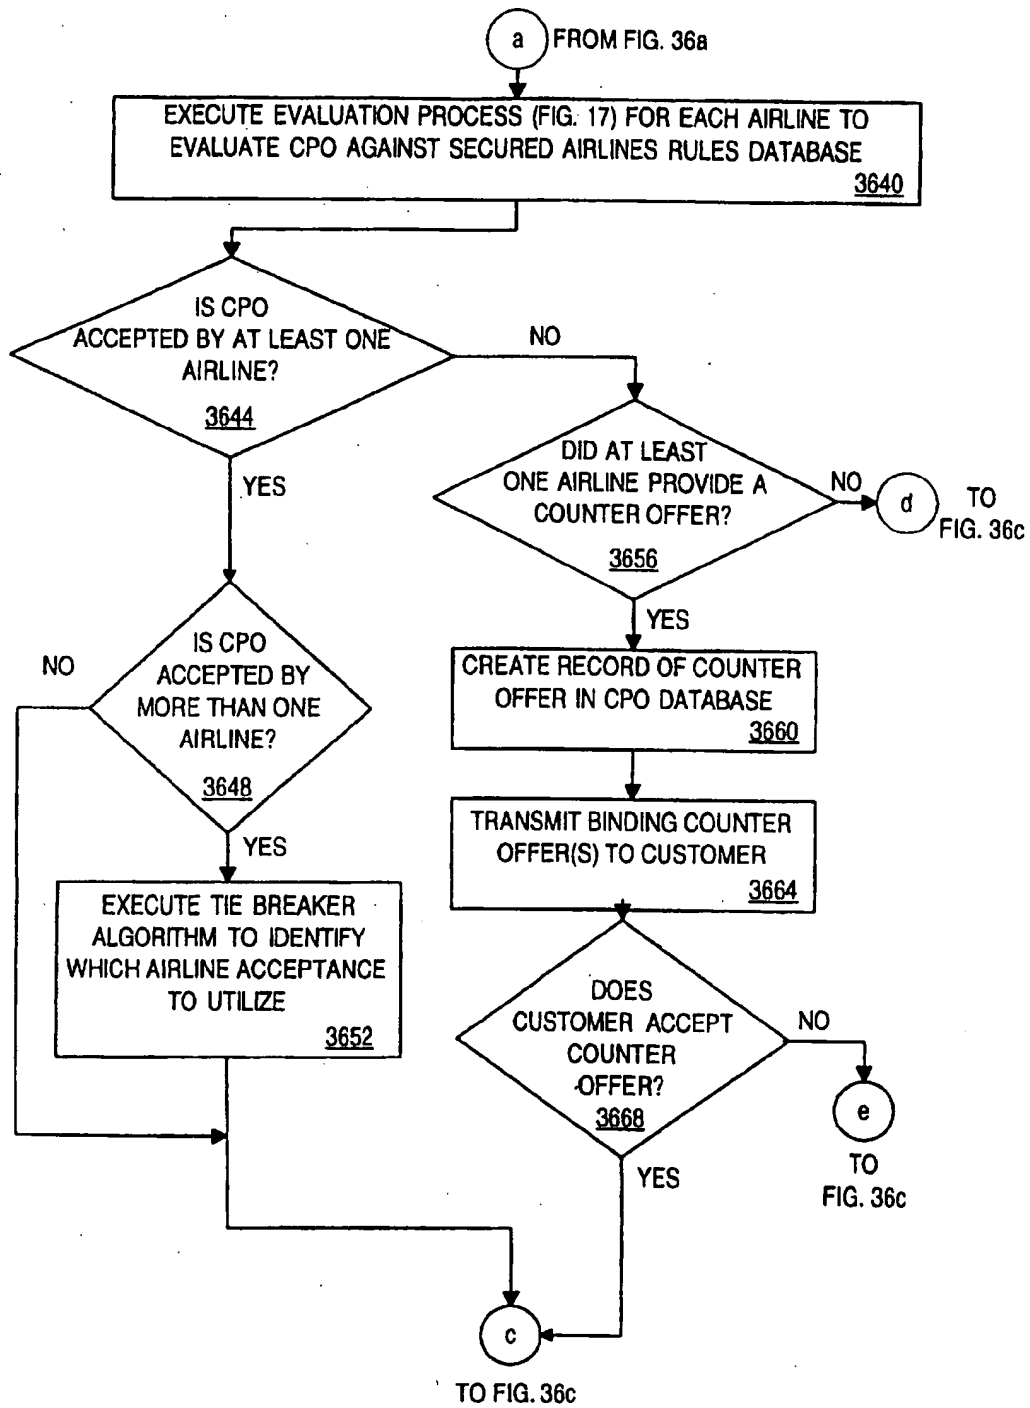 a
FROM FIG. 36a
EXECUTE EVALUATION PROCESS (FIG. 17) FOR EACH AIRLINE TO
EVALUATE CPO AGAINST SECURED AIRLINES RULES DATABASE
3640
IS CPO
ACCEPTED BY AT LEAST ONE
AIRLINE?
3644
NO
YES
DID AT LEAST
ONE AIRLINE PROVIDE A
COUNTER OFFER?
3656
NO
d
TO
FIG. 36c
YES
IS CPO
ACCEPTED BY
MORE THAN ONE
AIRLINE?
3648
NO
YES
CREATE RECORD OF COUNTER
OFFER IN CPO DATABASE
3660
TRANSMIT BINDING COUNTER
OFFER(S) TO CUSTOMER
3664
EXECUTE TIE BREAKER
ALGORITHM TO IDENTIFY
WHICH AIRLINE ACCEPTANCE
TO UTILIZE
3652
DOES
CUSTOMER ACCEPT
COUNTER
OFFER?
3668
NO
e
TO
FIG. 36c
YES
c
TO FIG. 36c